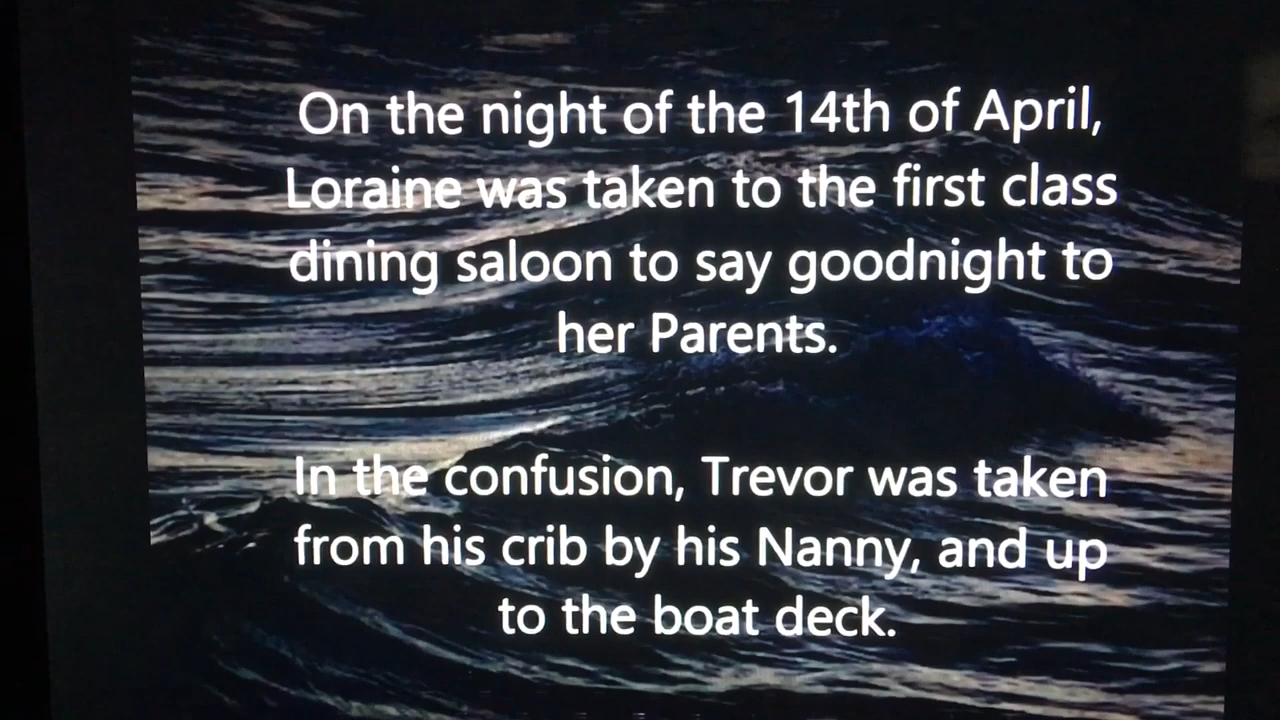 On the night of the 14th of April,
Loraine was taken to the first class
dining saloon to say goodnight to
her Parents.
In the confusion, Trevor was taken
from his crib by his Nanny, and up
to the boat deck.